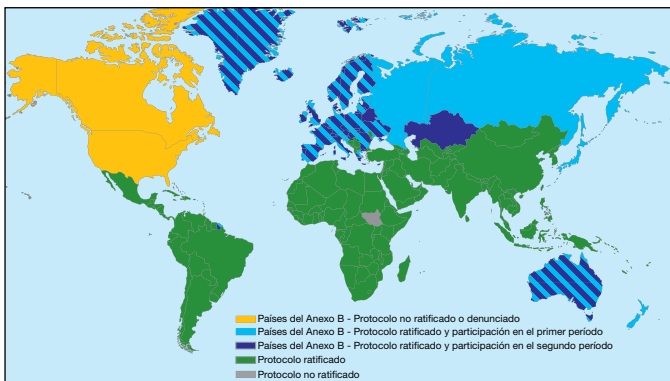 Países del Anexo B - Protocolo no ratificado o denunciado
Países del Anexo B - Protocolo ratificado y participación en el primer período
Países del Anexo B - Protocolo ratificado y participación en el segundo período
Protocolo ratificado
Protocolo no ratificado